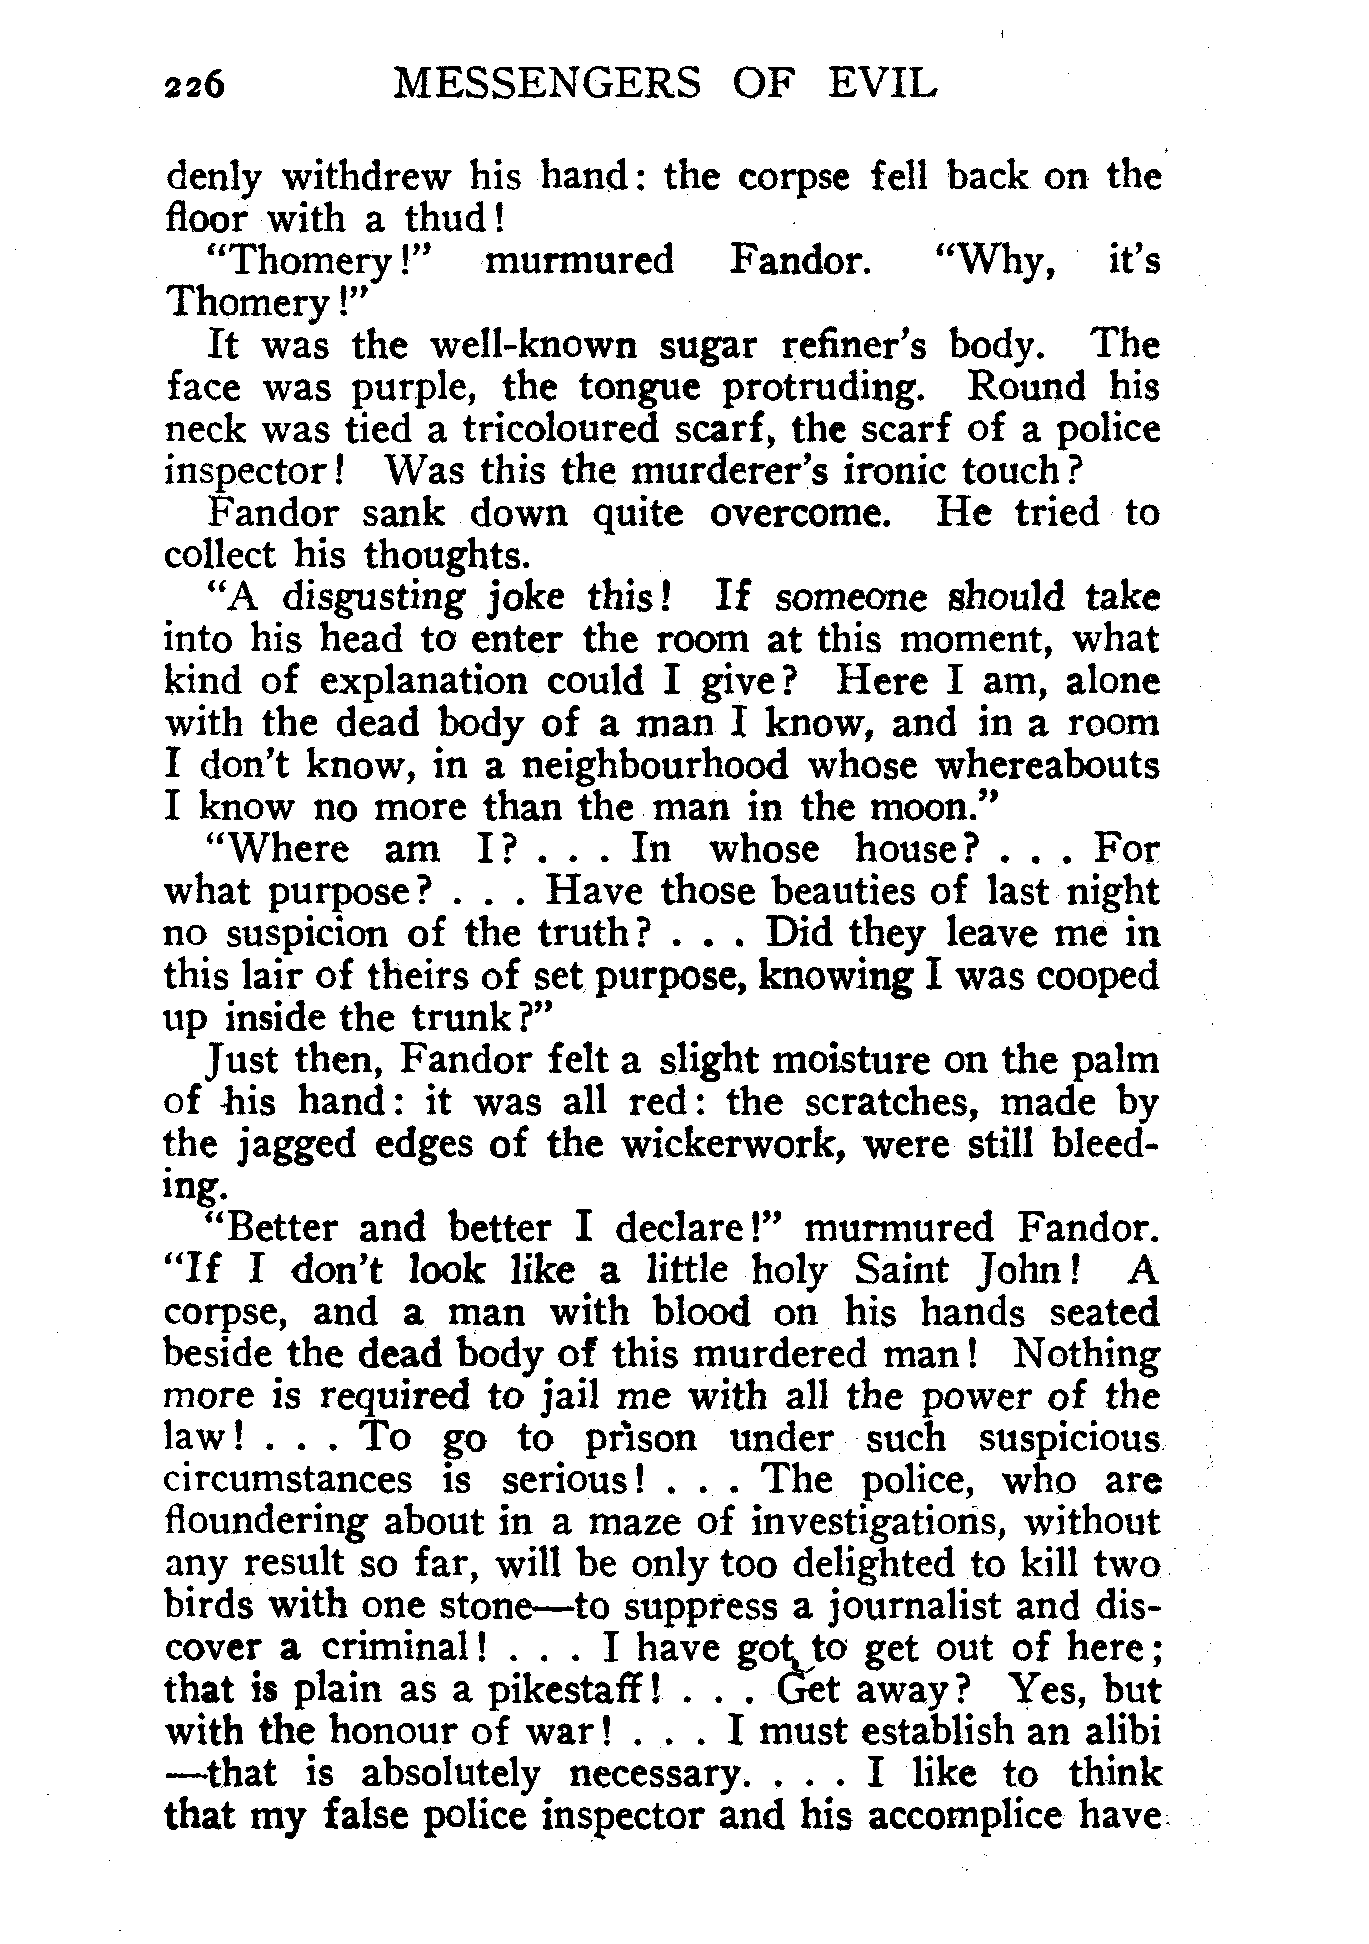 226 MESSENGERS OF EVIL
denly withdrew his hand: the corpse fell back on the
floor with a thud!
"Thomery!" murmured Fandor. "Why, it's
Thomery!"
It was the well-known sugar refiner's body. The
face was purple, the tongue protruding. Round his
neck was tied a tricoloured scarf, the scarf of a police
inspector! Was this the murderer's ironic touch?
Fandor sank down quite overcome. He tried to
collect his thoughts.
"A disgusting joke this! If someone should take
into his head to enter the room at this moment, what
kind of explanation could I give? Here I am, alone
with the dead body of a man I know, and in a room
I don't know, in a neighbourhood whose whereabouts
I know no more than the man in the moon."
"Where am I? . . . In whose house? . . . For
what purpose? . . . Have those beauties of last night
no suspicion of the truth? . . . Did they leave me in
this lair of theirs of set purpose, knowing I was cooped
up inside the trunk?"
Just then, Fandor felt a slight moisture on the palm
of his hand: it was all red: the scratches, made by
the jagged edges of the wickerwork, were still bleed-
ing.
"Better and better I declare!" murmured Fandor.
"If I don't look like a little holy Saint John! A
corpse, and a man with blood on his hands seated
beside the dead body of this murdered man! Nothing
more is required to jail me with all the power of the
law! . . . To go to prison under such suspicious
circumstances is serious! . . . The police, who are
floundering about in a maze of investigations, without
any result so far, will be only too delighted to kill two
birds with one stone—to suppress a journalist and dis-
cover a criminal! . . . I have got to get out of here;
that is plain as a pikestaff! . . . Get away? Yes, but
with the honour of war! . . . I must establish an alibi
—that is absolutely necessary. . . . I like to think
that my false police inspector and his accomplice have